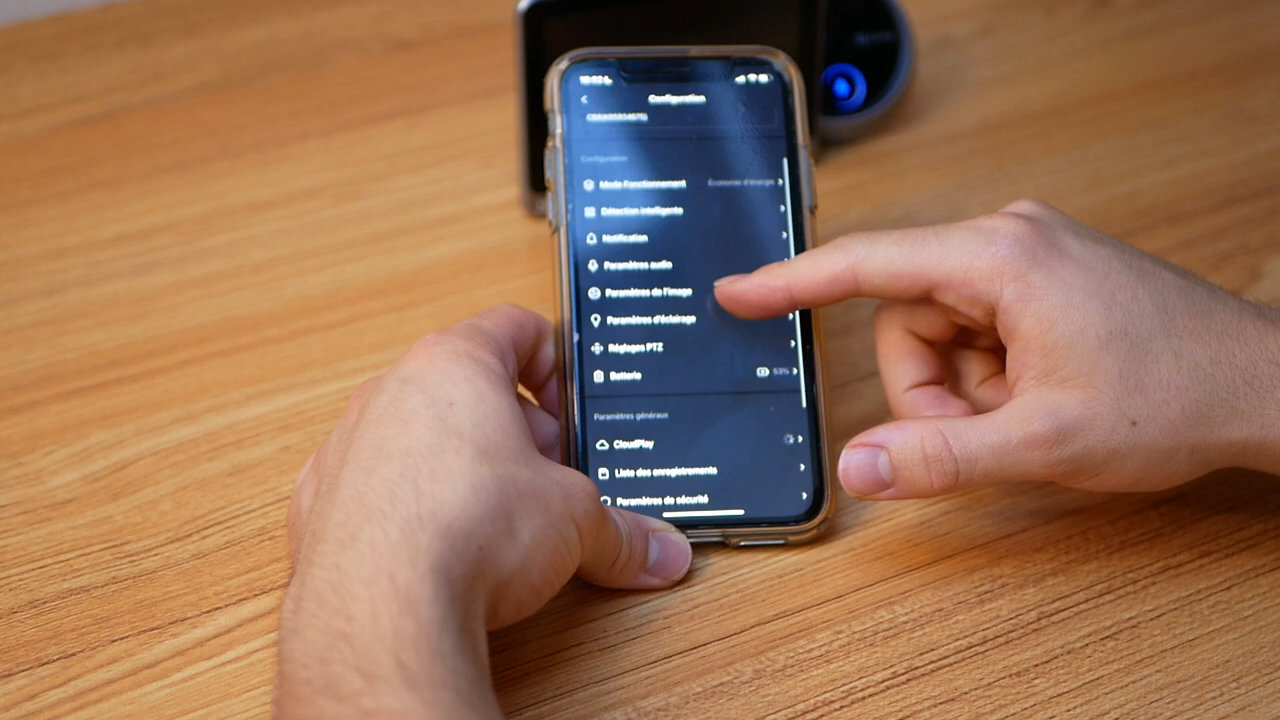 Configuration
Configuration
Mode Fonctionnement Économie d'énergie
Détection intelligente
Notification
Paramètres audio
Paramètres de l'image
Paramètres d'éclairage
Réglages PTZ
Batterie 53%
Paramètres généraux
CloudPlay
Liste des enregistrements
Paramètres de sécurité